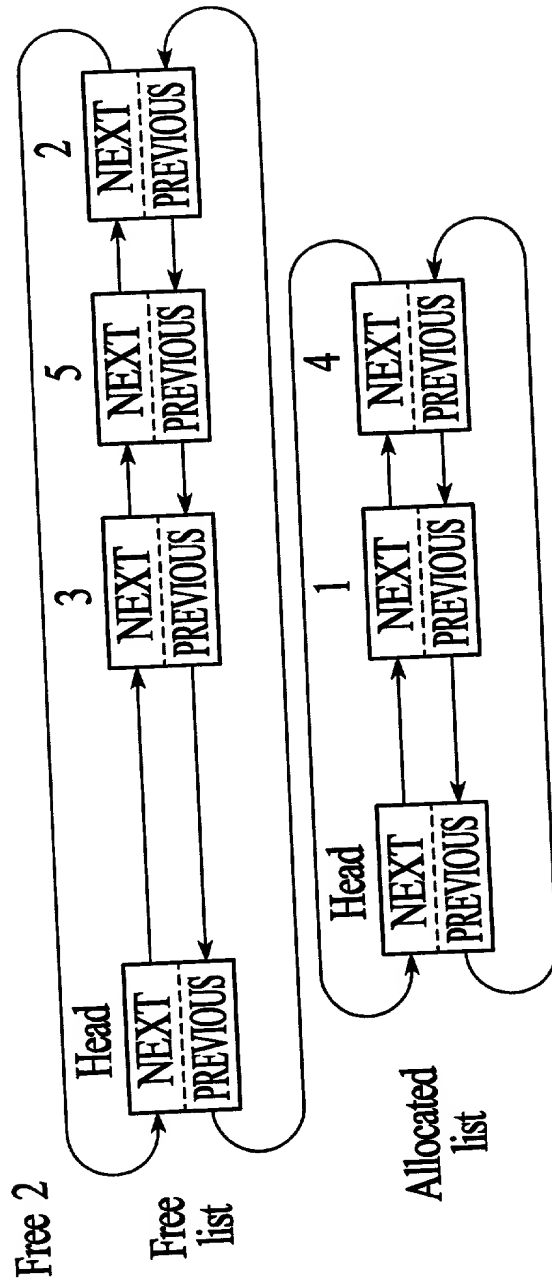 Free 2
Free
list
Head
NEXT
PREVIOUS
3
NEXT
PREVIOUS
5
NEXT
PREVIOUS
2
NEXT
PREVIOUS
Allocated
list
Head
NEXT
PREVIOUS
1
NEXT
PREVIOUS
4
NEXT
PREVIOUS